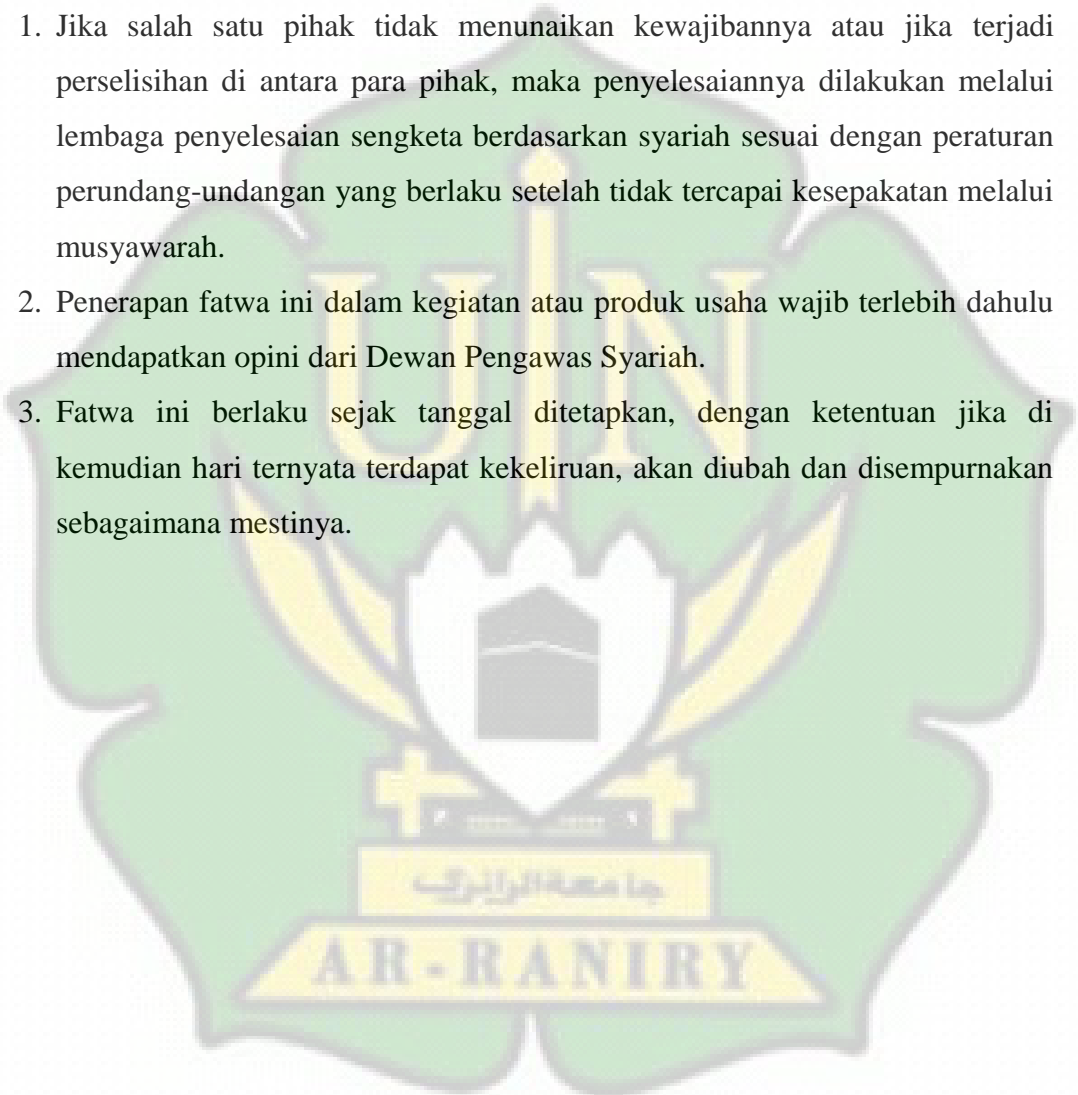 1. Jika salah satu pihak tidak menunaikan kewajibannya atau jika terjadi
perselisihan di antara para pihak, maka penyelesaiannya dilakukan melalui
lembaga penyelesaian sengketa berdasarkan syariah sesuai dengan peraturan
perundang-undangan yang berlaku setelah tidak tercapai kesepakatan melalui
musyawarah.
2. Penerapan fatwa ini dalam kegiatan atau produk usaha wajib terlebih dahulu
mendapatkan opini dari Dewan Pengawas Syariah.
3. Fatwa ini berlaku sejak tanggal ditetapkan, dengan ketentuan jika di
kemudian hari ternyata terdapat kekeliruan, akan diubah dan disempurnakan
sebagaimana mestinya.
UIN
جامعة الرانري
AR-RANIRY